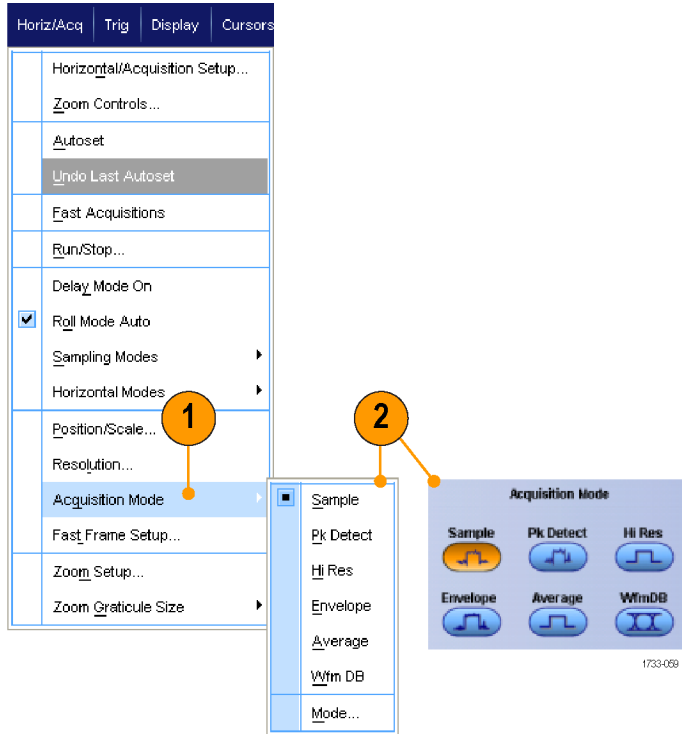 Horiz/Acq Trig Display Cursors
Horizontal/Acquisition Setup...
Zoom Controls...
Autoset
Undo Last Autoset
Fast Acquisitions
Run/Stop...
Delay Mode On
Roll Mode Auto
Sampling Modes
Horizontal Modes
1
2
Position/Scale...
Resolution...
Acquisition Mode
Fast Frame Setup...
Zoom Setup...
Zoom Graticule Size
Sample
Pk Detect
Hi Res
Envelope
Average
Wfm DB
Mode...
Acquisition Mode
Sample Pk Detect Hi Res
Envelope Average WfmDB
1733-059